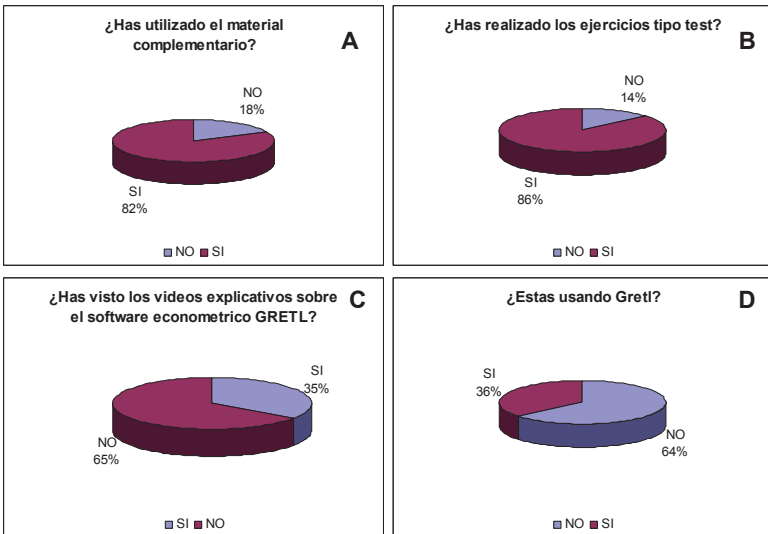 ¿Has utilizado el material
complementario?
A
NO
18%
SI
82%
NO SI
¿Has realizado los ejercicios tipo test?
B
NO
14%
SI
86%
NO SI
¿Has visto los videos explicativos sobre
el software econometrico GRETL?
C
SI
35%
NO
65%
SI NO
¿Estas usando Gretl?
D
SI
36%
NO
64%
NO SI